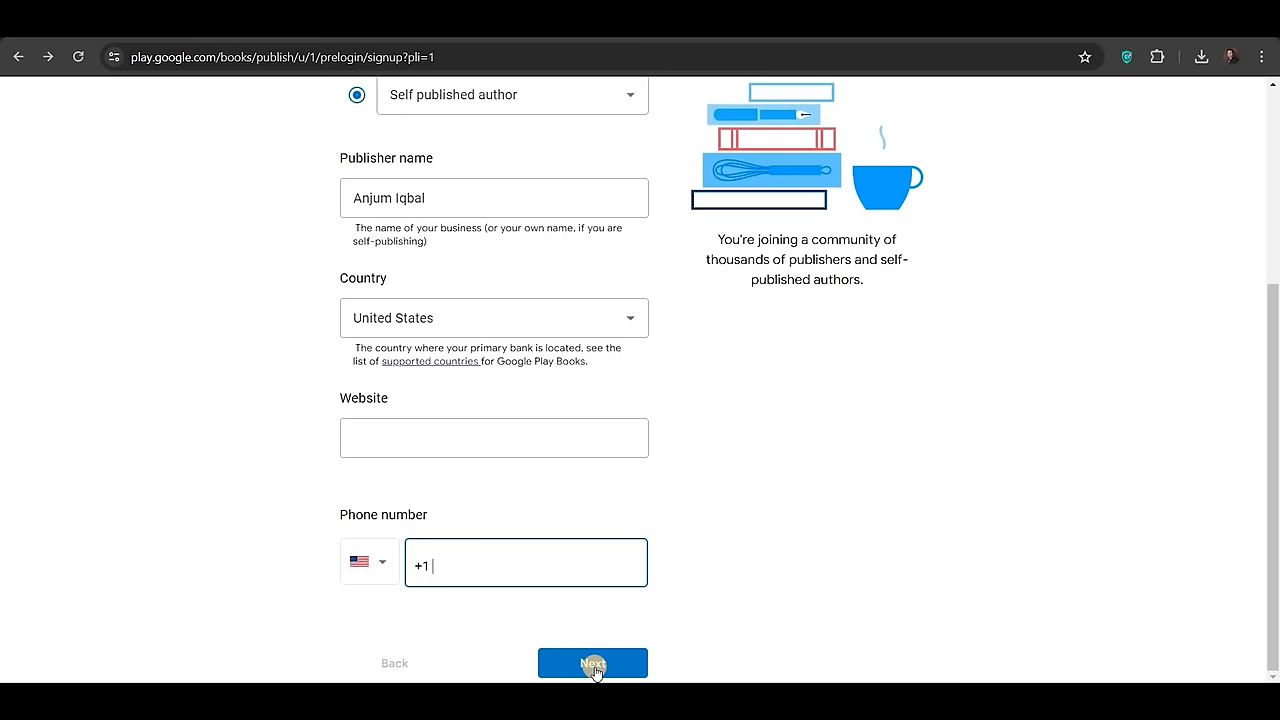 play.google.com/books/publish/u/1/prelogin/signup?pli=1
Self published author
Publisher name
Anjum Iqbal
The name of your business (or your own name, if you are
self-publishing)
Country
United States
The country where your primary bank is located, see the
list of supported countries for Google Play Books.
Website
Phone number
+1
Back
Next
You're joining a community of
thousands of publishers and self-
published authors.